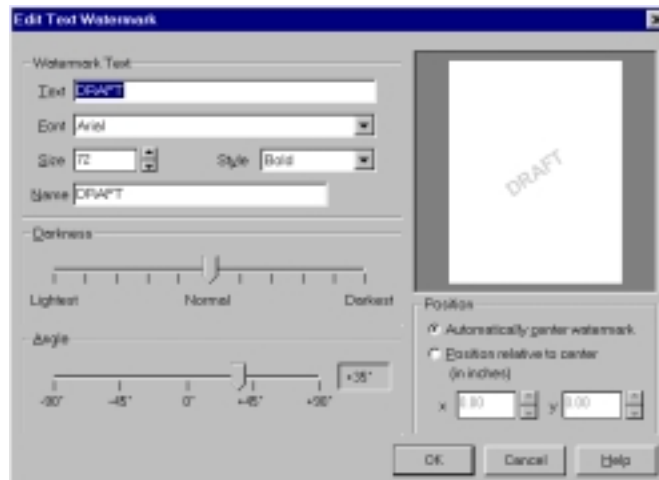 Edit Text Watermark
Watermark Text
Text DRAFT
Font Arial
Size 72 Style Bold
Name DRAFT
Darkness
Lightest Normal Darkest
Angle
+35°
-90° -45° 0° +45° +90°
DRAFT
Position
Automatically center watermark
Position relative to center
(in inches)
x 0.00 y 0.00
OK Cancel Help